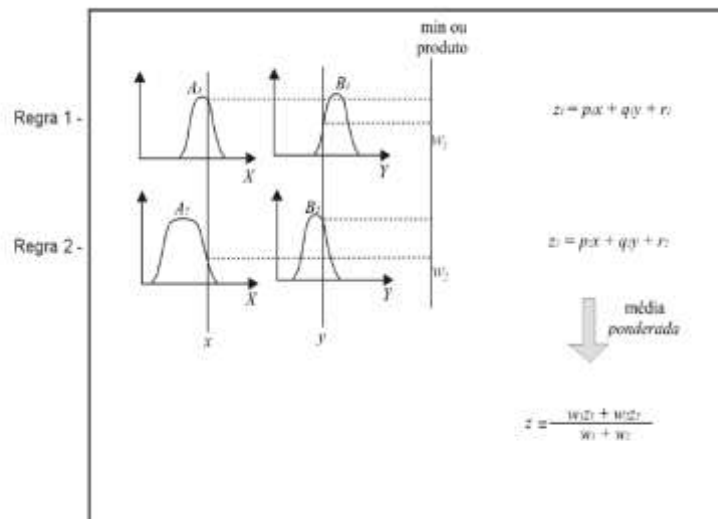 min ou
produto
Regra 1 -
A₁
B₁
w₁
X
Y
z₁ = p₁x + q₁y + r₁
Regra 2 -
A₂
B₂
w₂
X
Y
z₂ = p₂x + q₂y + r₂
x
y
média
ponderada
z = w₁z₁ + w₂z₂
w₁ + w₂